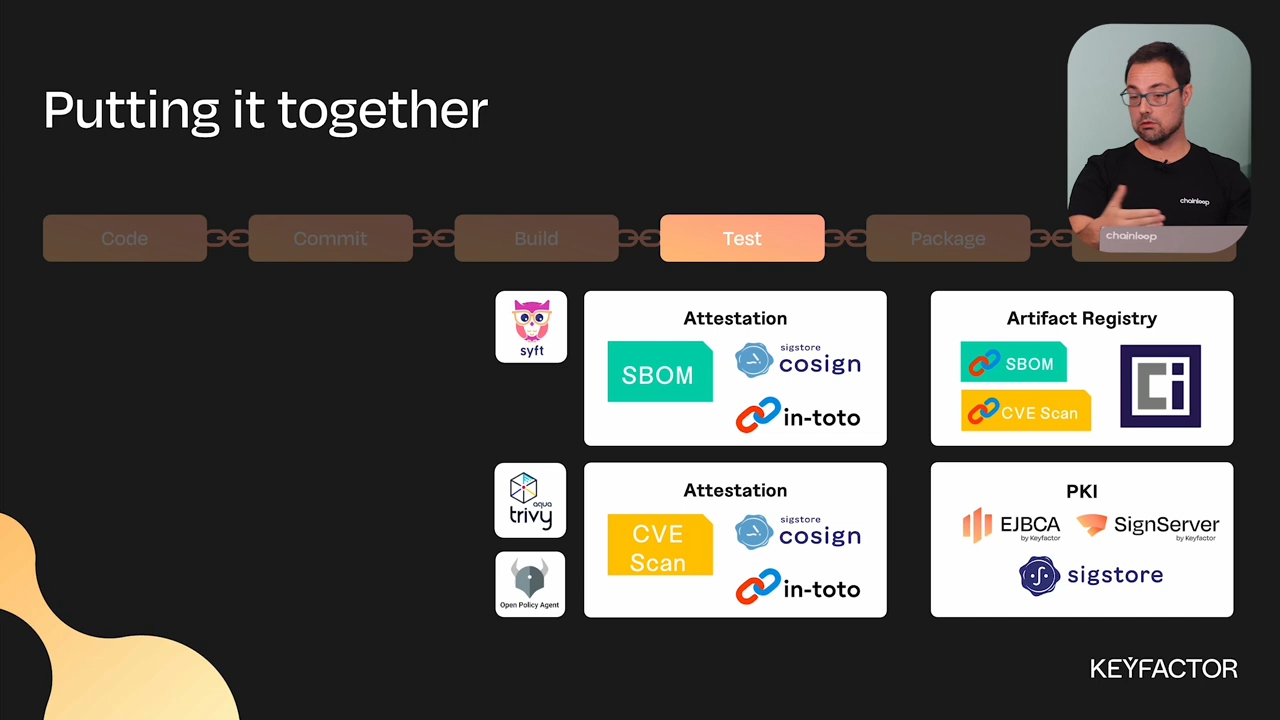 Putting it together
Code
Commit
Build
Test
Package
chainloop
chainloop
syft
Attestation
SBOM
sigstore
cosign
in-toto
Artifact Registry
SBOM
CVE Scan
Ci
aqua
trivy
Open Policy Agent
Attestation
CVE
Scan
sigstore
cosign
in-toto
PKI
EJBCA
by Keyfactor
SignServer
by Keyfactor
sigstore
KEYFACTOR